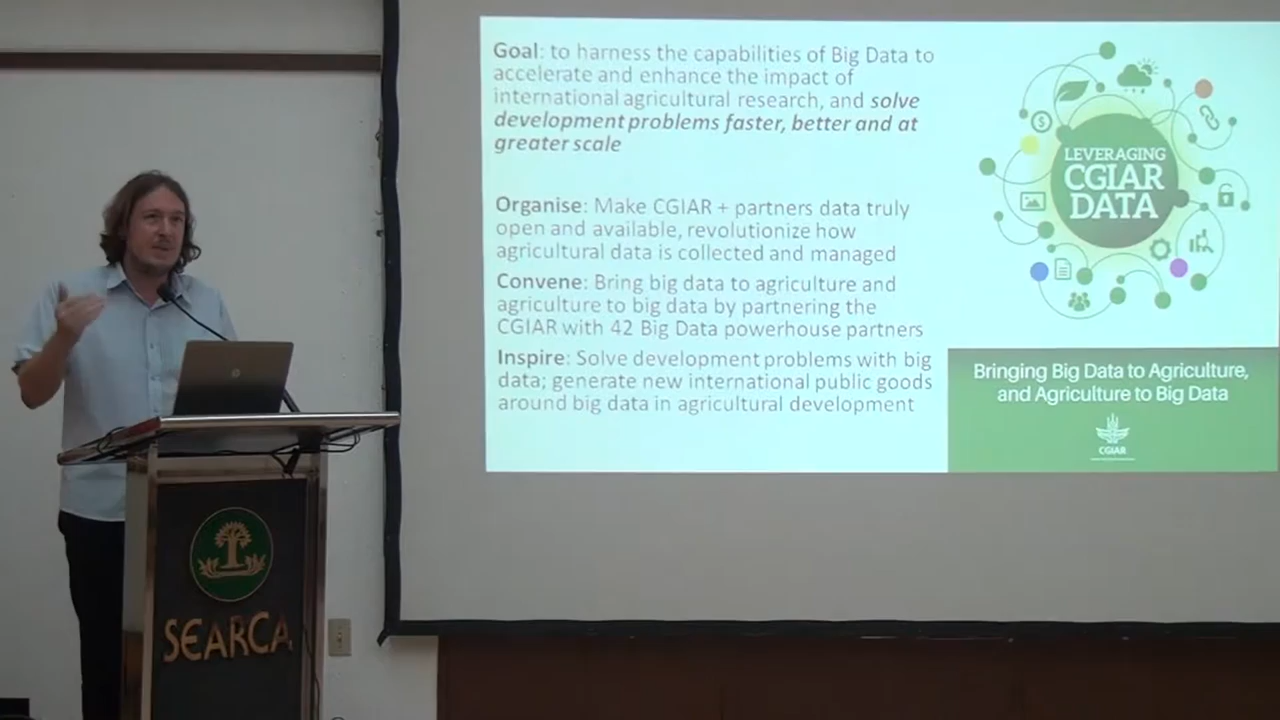 Goal: to harness the capabilities of Big Data to
accelerate and enhance the impact of
international agricultural research, and solve
development problems faster, better and at
greater scale
Organise: Make CGIAR + partners data truly
open and available, revolutionize how
agricultural data is collected and managed
Convene: Bring big data to agriculture and
agriculture to big data by partnering the
CGIAR with 42 Big Data powerhouse partners
Inspire: Solve development problems with big
data; generate new international public goods
around big data in agricultural development
LEVERAGING
CGIAR
DATA
Bringing Big Data to Agriculture,
and Agriculture to Big Data
CGIAR
hp
SEARCA